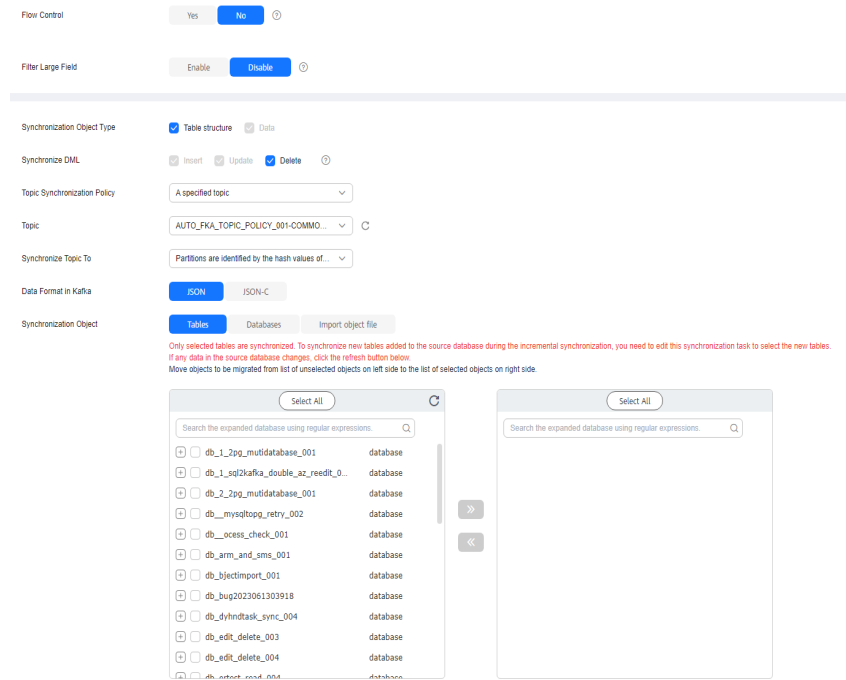 Flow Control Yes No
Filter Large Field Enable Disable
Synchronization Object Type Table structure Data
Synchronize DML Insert Update Delete
Topic Synchronization Policy A specified topic
Topic AUTO_FKA_TOPIC_POLICY_001-COMMO...
Synchronize Topic To Partitions are identified by the hash values of...
Data Format in Kafka JSON JSON-C
Synchronization Object Tables Databases Import object file
Only selected tables are synchronized. To synchronize new tables added to the source database during the incremental synchronization, you need to edit this synchronization task to select the new tables.
If any data in the source database changes, click the refresh button below.
Move objects to be migrated from list of unselected objects on left side to the list of selected objects on right side.
Select All
Search the expanded database using regular expressions.
db_1_2pg_mutidatabase_001 database
db_1_sql2kafka_double_az_reedit_0... database
db_2_2pg_mutidatabase_001 database
db__mysqltopg_retry_002 database
db__ocess_check_001 database
db_arm_and_sms_001 database
db_bjectimport_001 database
db_bug2023061303918 database
db_dyhndtask_sync_004 database
db_edit_delete_003 database
db_edit_delete_004 database
database
Select All
Search the expanded database using regular expressions.